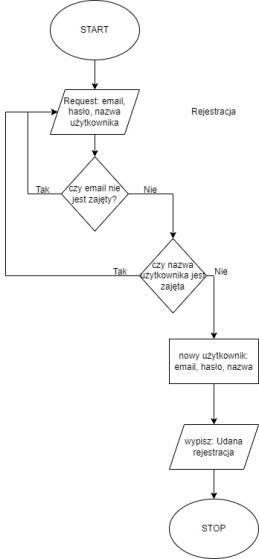 START
Request: email,
hasło, nazwa
użytkownika
Rejestracja
czy email nie
jest zajęty?
Tak
Nie
czy nazwa
użytkownika jest
zajęta
Tak
Nie
nowy użytkownik:
email, hasło, nazwa
wypisz: Udana
rejestracja
STOP